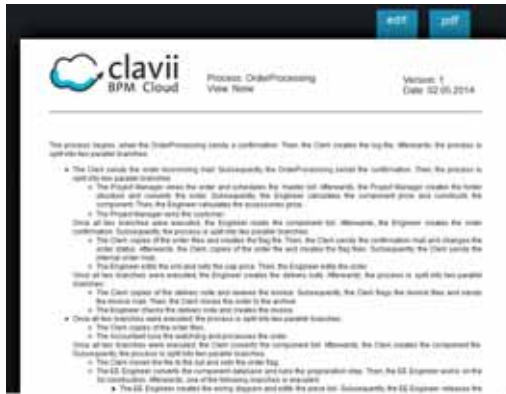 edit pdf
clavii
BPM Cloud
Process: OrderProcessing
View: None
Version: 1
Date: 02.05.2014
The process begins, when the OrderProcessing sends a confirmation. Then, the Clerk creates the log file. Afterwards, the process is
split into two parallel branches:
The Clerk sends the order incoming mail. Subsequently, the OrderProcessing sends the confirmation. Then, the process is
split into two parallel branches:
The Project Manager views the order and schedules the master list. Afterwards, the Project Manager creates the folder
structure and converts the order. Subsequently, the Engineer calculates the component price and constructs the
component. Then, the Engineer calculates the accessories price.
The Project Manager the customer.
Once all two branches were executed, the Engineer the component list. Afterwards, the Engineer creates the order
confirmation. Subsequently, the process is split into two parallel branches:
The Clerk copies of the order files and creates the flag file. Then, the Clerk sends the confirmation mail and changes the
order status. Afterwards, the Clerk copies of the order file and creates the flag files. Subsequently, the Clerk sends the
internal order mail.
The Engineer edits the and sets the price. Then, the Engineer edits the order.
Once all two branches were executed, the Engineer creates the delivery note. Afterwards, the process is split into two parallel
branches:
The Clerk copies of the delivery note and the invoice. Subsequently, the Clerk flags the invoice files and sends
the invoice mail. Then, the Clerk moves the order to the archive.
The Engineer checks the delivery note and creates the invoice.
Once all two branches were executed, the process is split into two parallel branches:
The Clerk copies of the order files.
The Accountant the and processes the order.
Once all two branches were executed, the Clerk converts the component list. Afterwards, the Clerk creates the component file.
Subsequently, the process is split into two parallel branches:
The Clerk moves the file to the and sets the order flag.
The EE Engineer converts the component database and the preparation step. Then, the EE Engineer works on the
construction. Afterwards, one of the following branches is executed:
The EE Engineer creates the wiring diagram and edits the piece list. Subsequently, the EE Engineer releases the